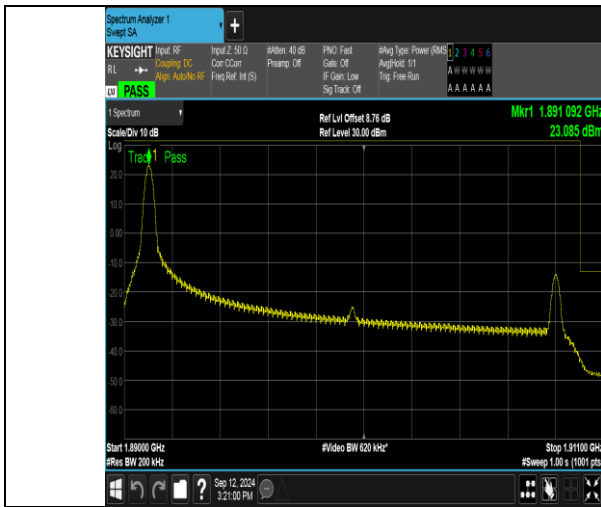 Spectrum Analyzer 1
Swept SA
+
KEYSIGHT Input: RF Input Z: 50 Ω #Atten: 40 dB PNO: Fast #Avg Type: Power (RMS 1 2 3 4 5 6
RL Coupling: DC Corr CCorr Preamp: Off Gate: Off Avg|Hold: 1/1 A W W W W W
Align: Auto/No RF Freq Ref: Int (S) IF Gain: Low Trig: Free Run
LXI PASS Sig Track: Off A A A A A A
1 Spectrum Ref Lvl Offset 8.76 dB Mkr1 1.891 092 GHz
Scale/Div 10 dB Ref Level 30.00 dBm 23.085 dBm
Log
Trace 1 Pass
1
20.0
10.0
0.00
-10.0
-20.0
-30.0
-40.0
-50.0
-60.0
Start 1.89000 GHz #Video BW 620 kHz* Stop 1.91100 GHz
#Res BW 200 kHz #Sweep 1.00 s (1001 pts
? Sep 12, 2024
3:21:00 PM